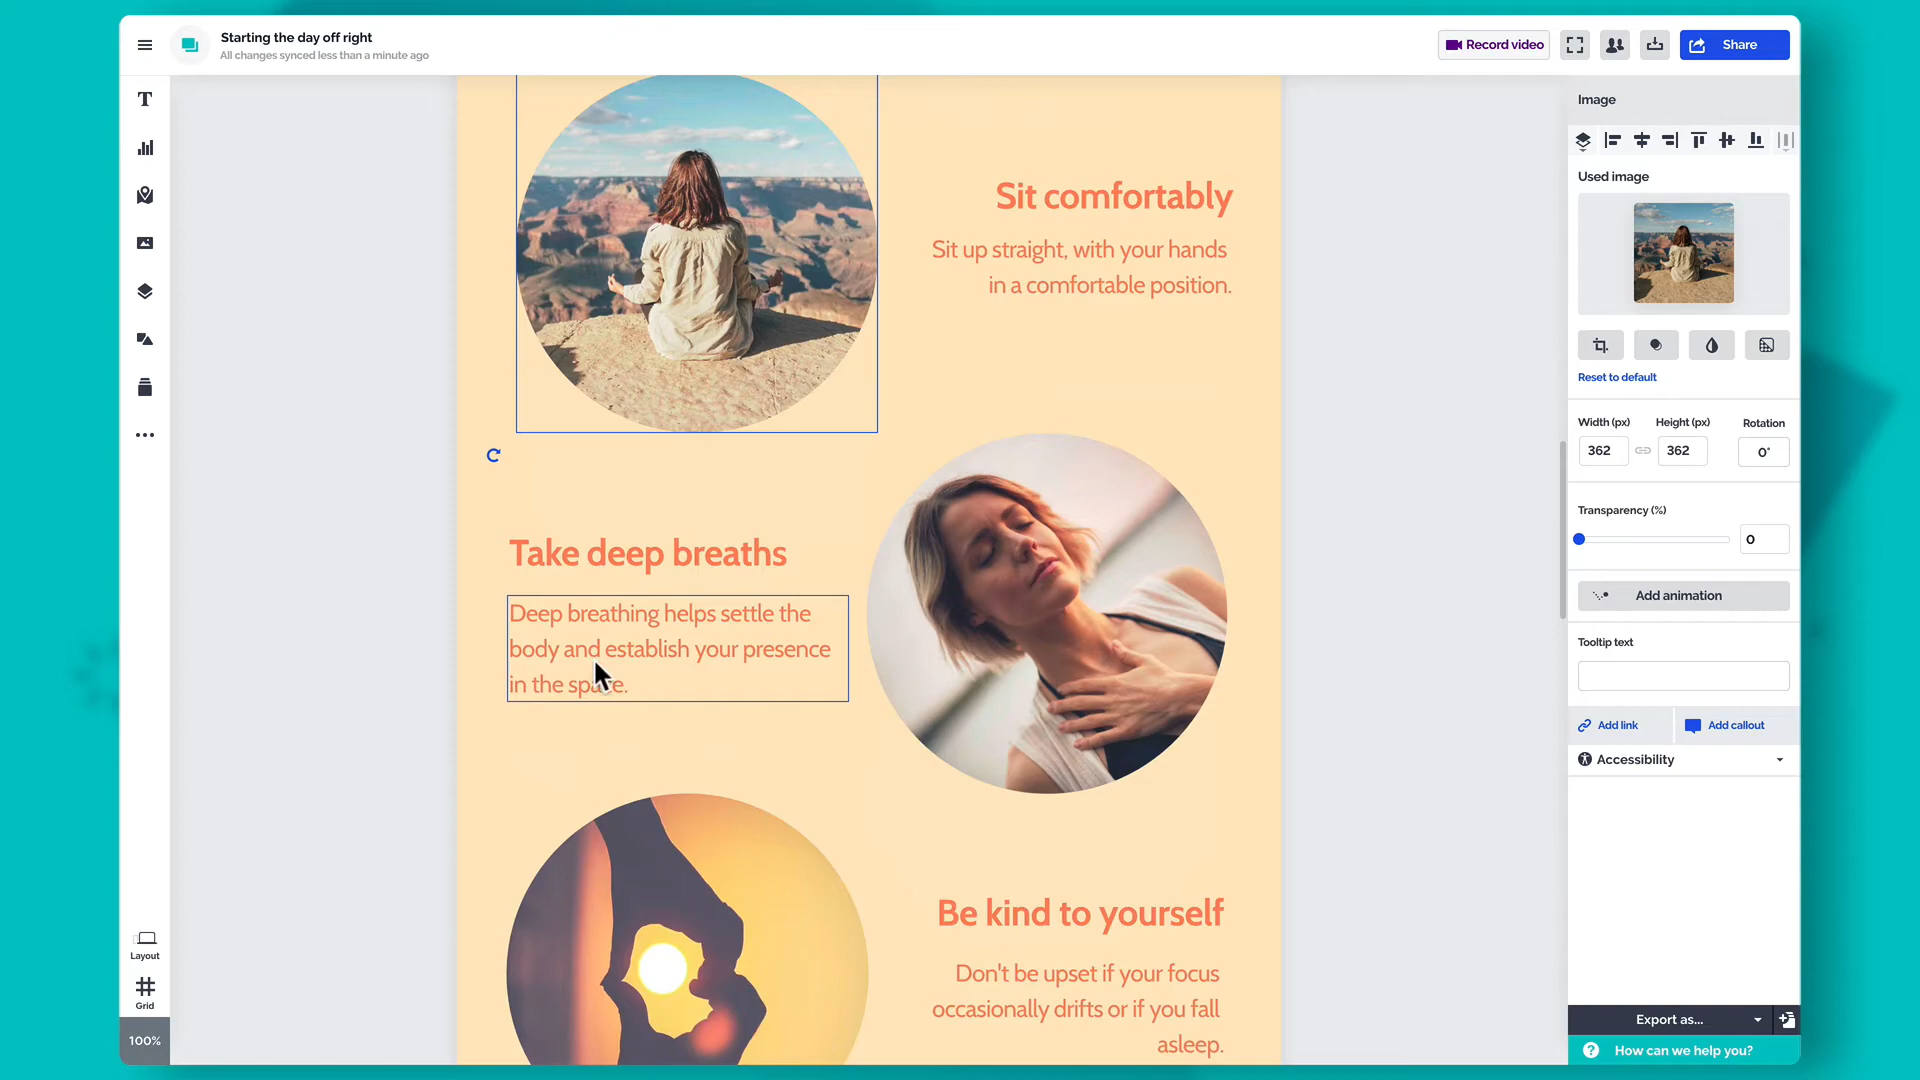 Starting the day off right
All changes synced less than a minute ago
Record video
Share
T
Layout
Grid
100%
Sit comfortably
Sit up straight, with your hands
in a comfortable position.
Take deep breaths
Deep breathing helps settle the
body and establish your presence
in the space.
Be kind to yourself
Don't be upset if your focus
occasionally drifts or if you fall
asleep.
Image
Used image
Reset to default
Width (px) Height (px) Rotation
362 362 0°
Transparency (%)
0
Add animation
Tooltip text
Add link Add callout
Accessibility
Export as...
? How can we help you?